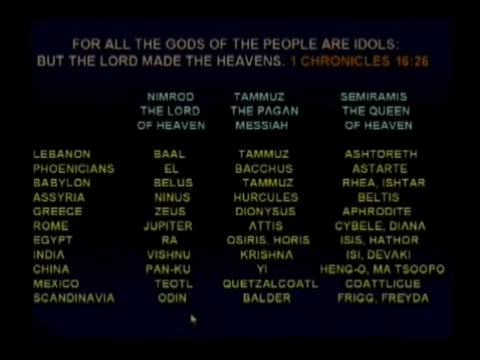 FOR ALL THE GODS OF THE PEOPLE ARE IDOLS:
BUT THE LORD MADE THE HEAVENS. 1 CHRONICLES 16:26
NIMROD TAMMUZ SEMIRAMIS
THE LORD THE PAGAN THE QUEEN
OF HEAVEN MESSIAH OF HEAVEN
LEBANON BAAL TAMMUZ ASHTORETH
PHOENICIANS EL BACCHUS ASTARTE
BABYLON BELUS TAMMUZ RHEA, ISHTAR
ASSYRIA NINUS HURCULES BELTIS
GREECE ZEUS DIONYSUS APHRODITE
ROME JUPITER ATTIS CYBELE, DIANA
EGYPT RA OSIRIS, HORIS ISIS, HATHOR
INDIA VISHNU KRISHNA ISI, DEVAKI
CHINA PAN-KU YI HENG-O, MA TSOOPO
MEXICO TEOTL QUETZALCOATL COATTLICUE
SCANDINAVIA ODIN BALDER FRIGG, FREYDA